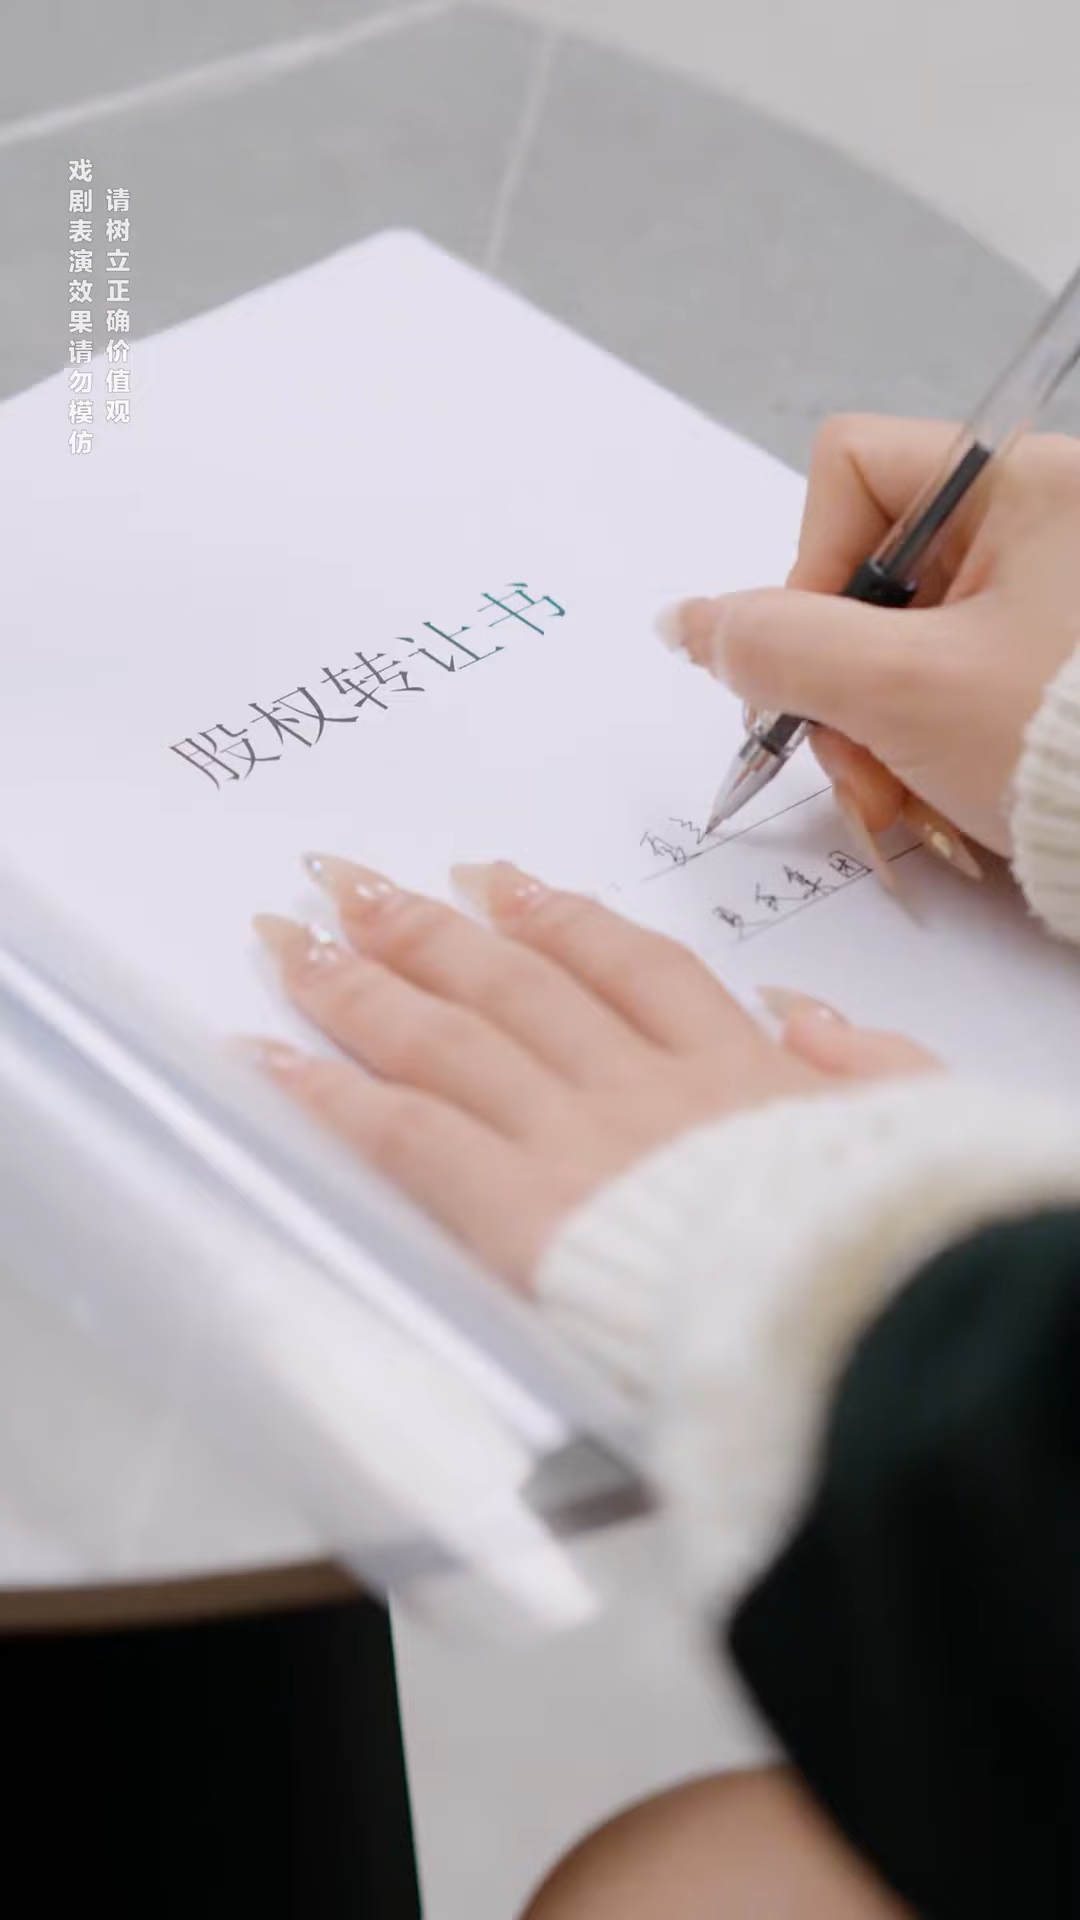 请树立正确价值观
戏剧表演效果请勿模仿
股权转让书
夏
集团